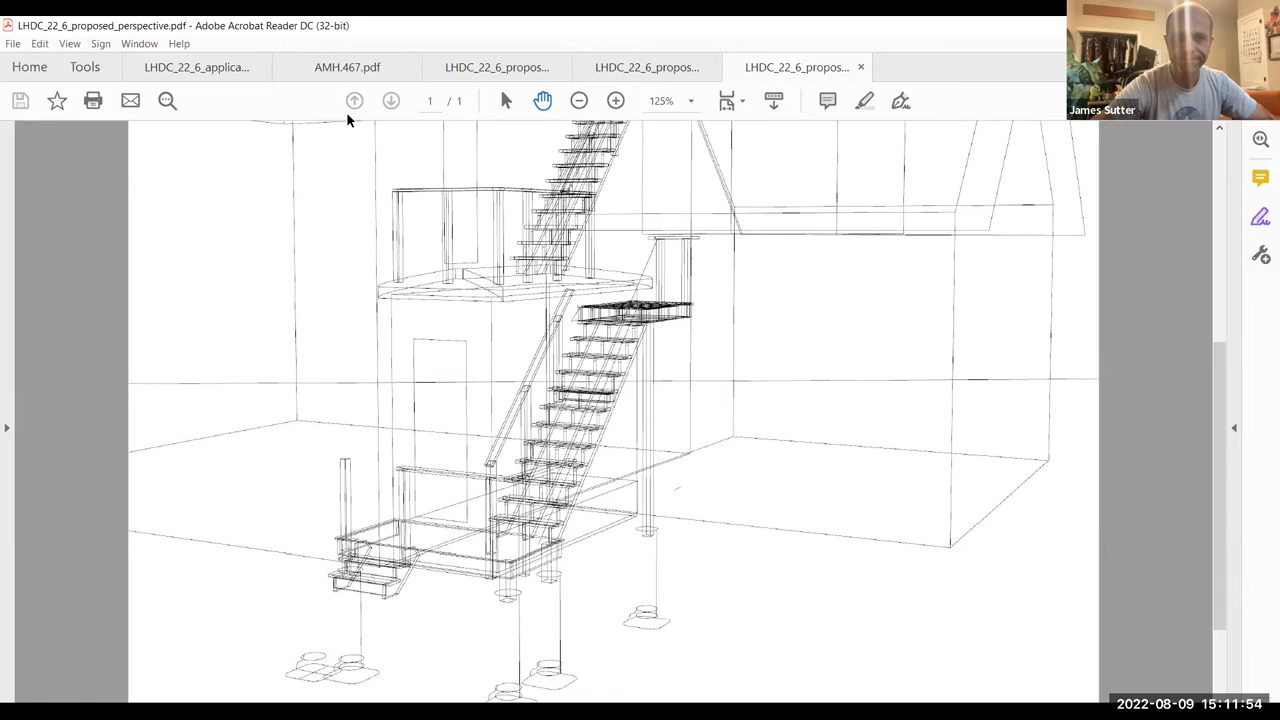 LHDC_22_6_proposed_perspective.pdf - Adobe Acrobat Reader DC (32-bit)
File Edit View Sign Window Help
Home Tools LHDC_22_6_applica... AMH.467.pdf LHDC_22_6_propos... LHDC_22_6_propos... LHDC_22_6_propos... ×
1 / 1 125%
James Sutter
2022-08-09 15:11:54